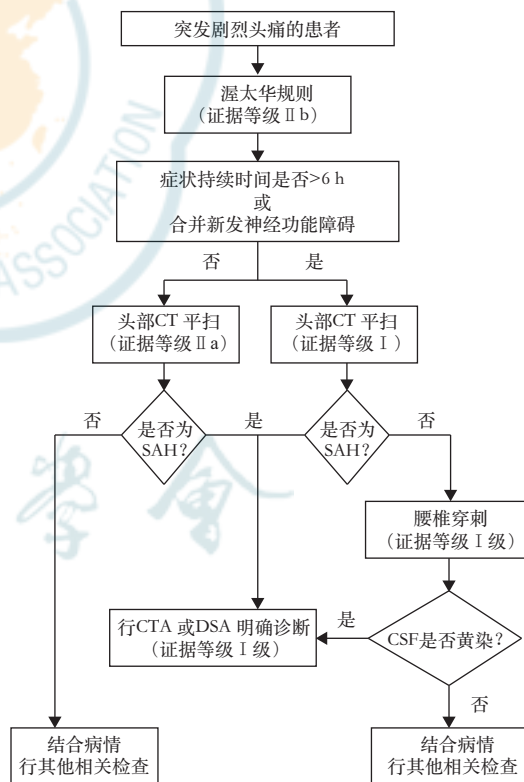 突发剧烈头痛的患者
渥太华规则
(证据等级Ⅱb)
症状持续时间是否>6 h
或
合并新发神经功能障碍
否
是
头部CT 平扫
(证据等级Ⅱa)
头部CT 平扫
(证据等级Ⅰ)
否
是否为
SAH?
是
是否为
SAH?
否
腰椎穿刺
(证据等级Ⅰ级)
行CTA 或DSA 明确诊断
(证据等级Ⅰ级)
是
CSF是否黄染?
否
结合病情
行其他相关检查
结合病情
行其他相关检查
ASSOCIATION
學會